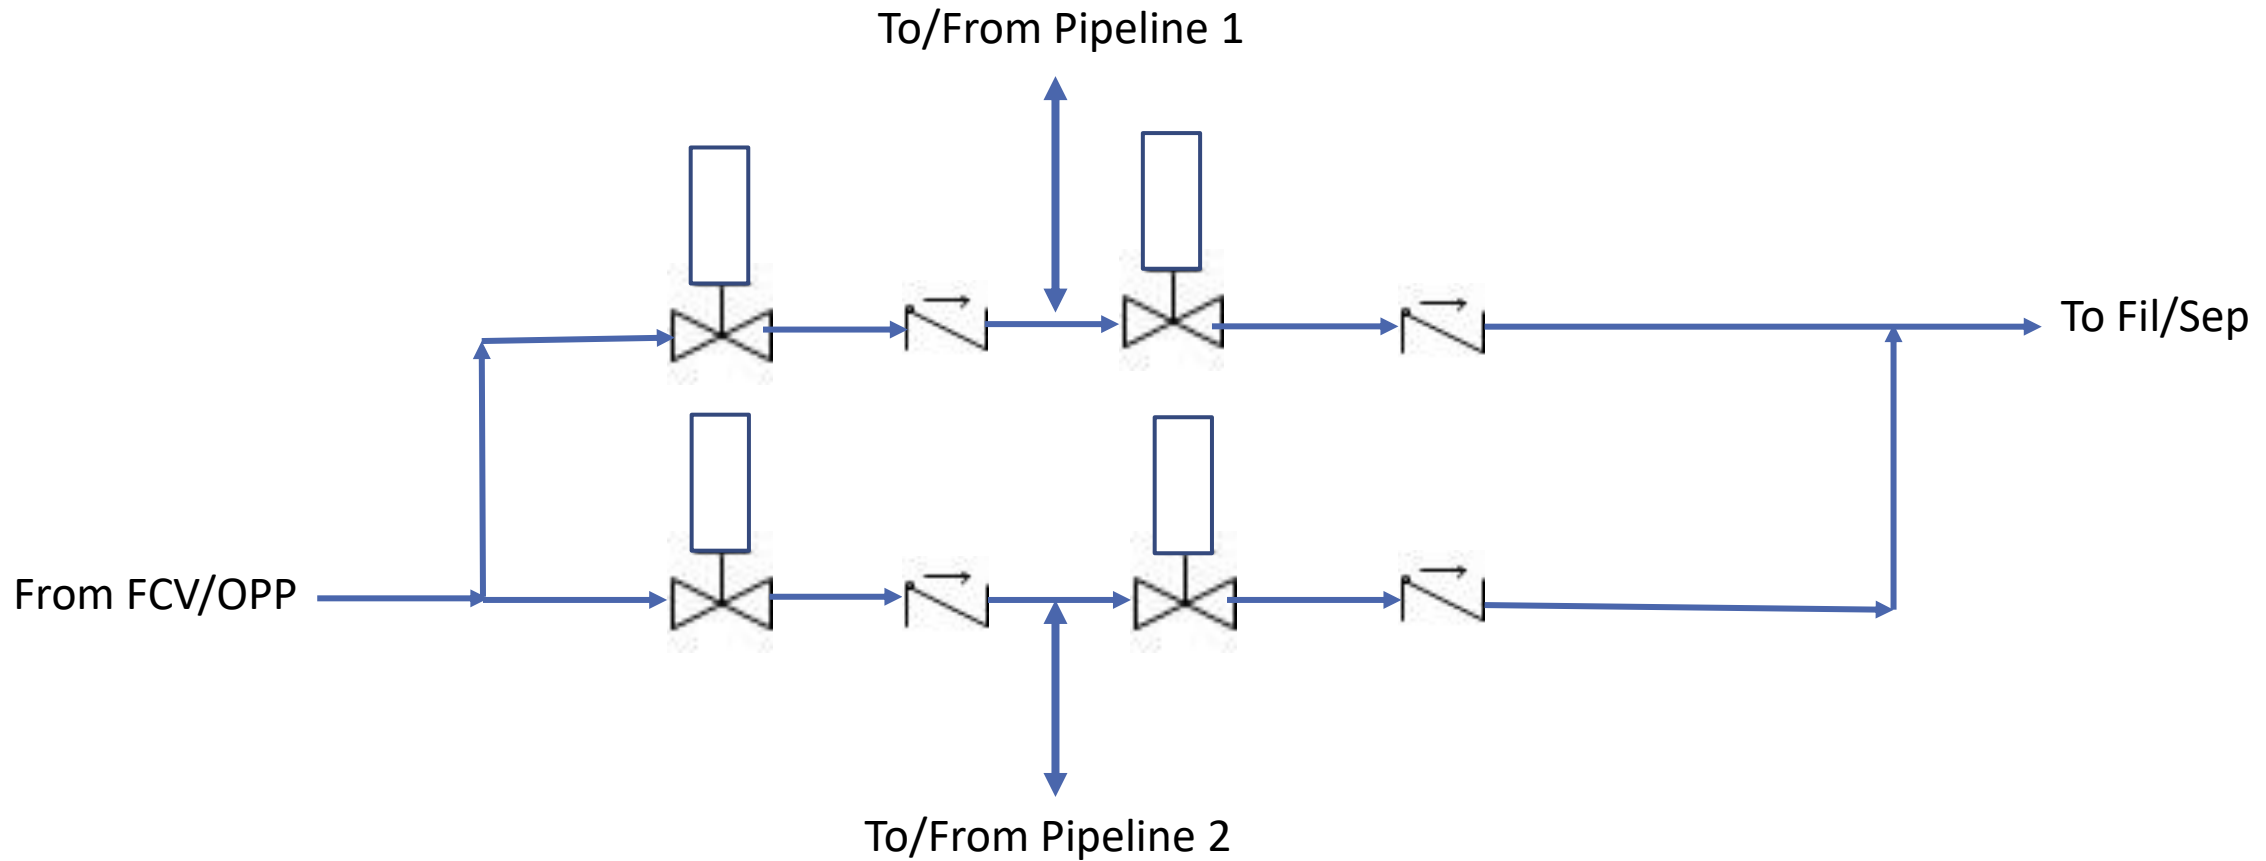 To/From Pipeline 1
To Fil/Sep
From FCV/OPP
To/From Pipeline 2